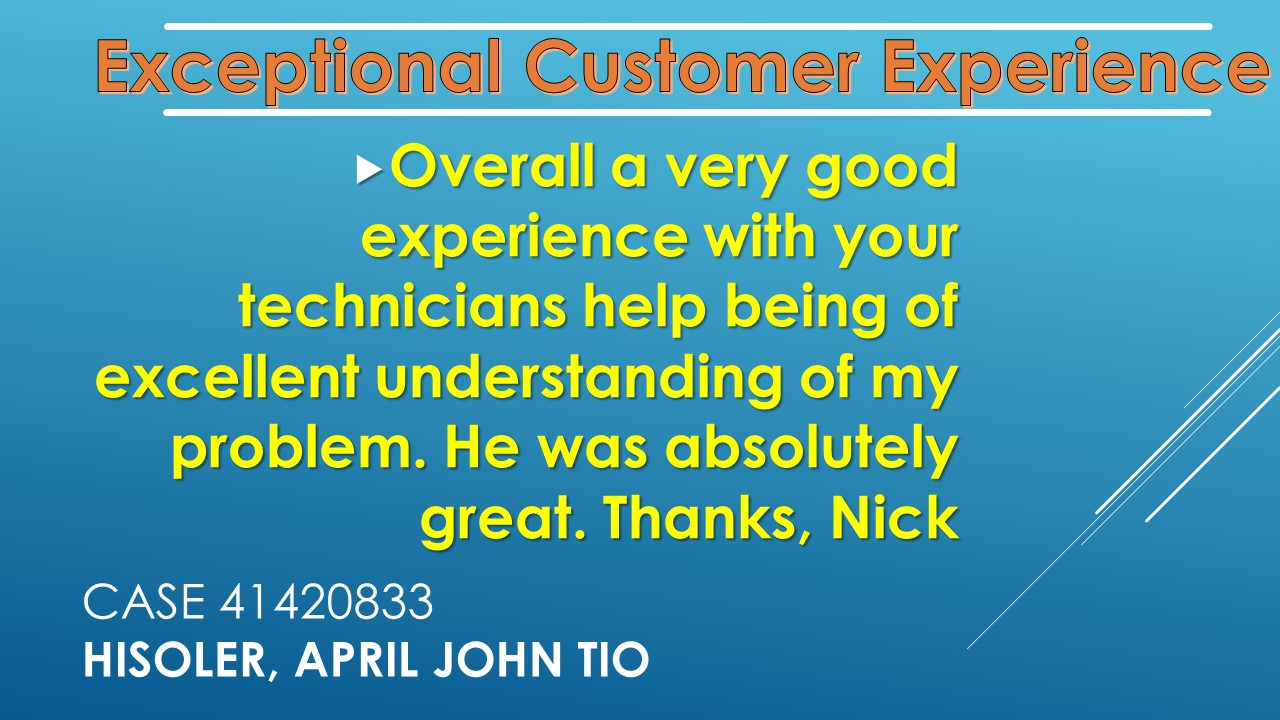 Exceptional Customer Experience
Overall a very good
experience with your
technicians help being of
excellent understanding of my
problem. He was absolutely
great. Thanks, Nick
CASE 41420833
HISOLER, APRIL JOHN TIO